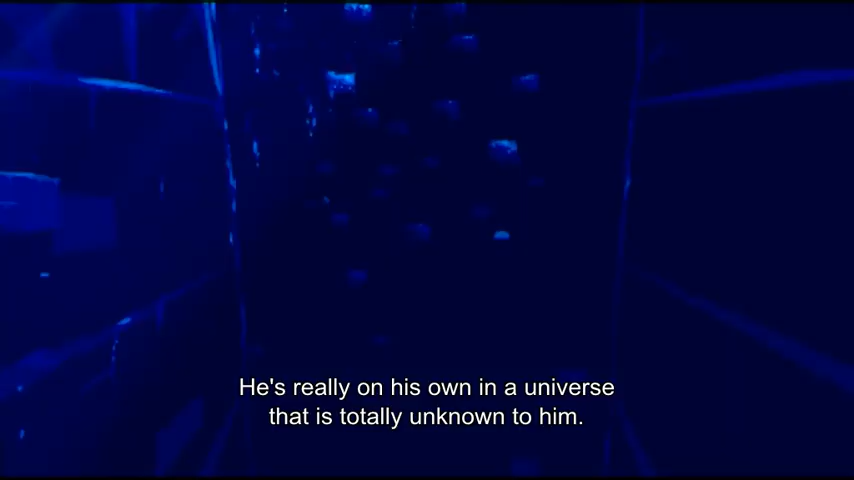 He's really on his own in a universe
that is totally unknown to him.